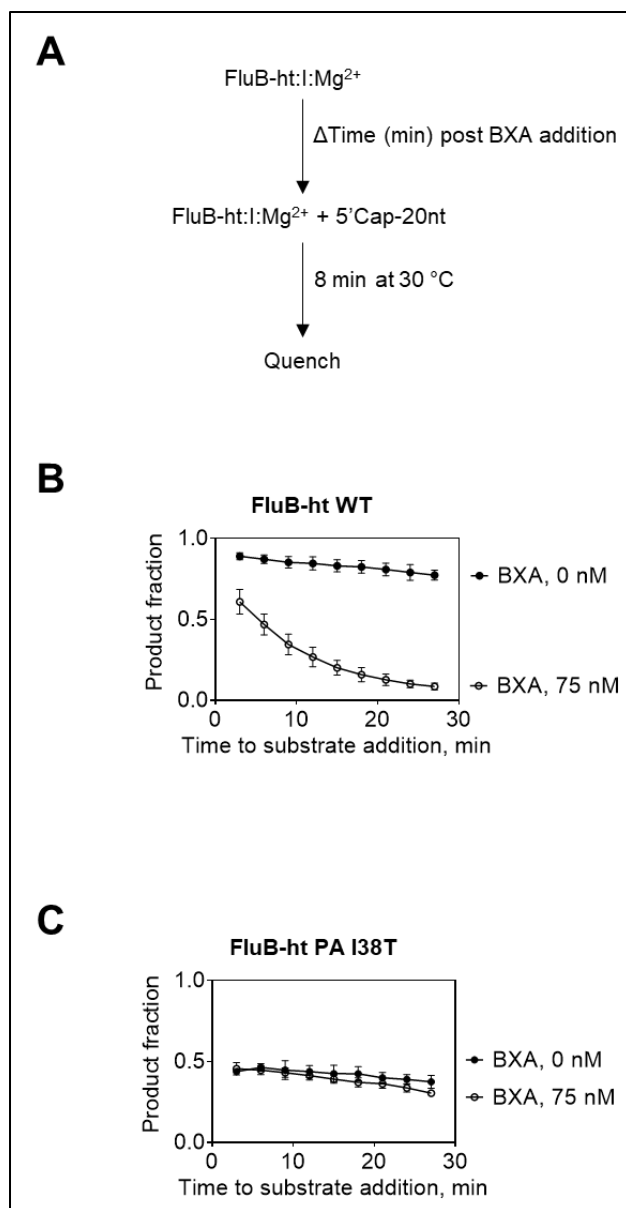 A
FluB-ht:I:Mg²⁺
ΔTime (min) post BXA addition
FluB-ht:I:Mg²⁺ + 5'Cap-20nt
8 min at 30 °C
Quench
B
FluB-ht WT
Product fraction
1.0
0.5
0.0
0 10 20 30
Time to substrate addition, min
BXA, 0 nM
BXA, 75 nM
C
FluB-ht PA I38T
Product fraction
1.0
0.5
0.0
0 10 20 30
Time to substrate addition, min
BXA, 0 nM
BXA, 75 nM